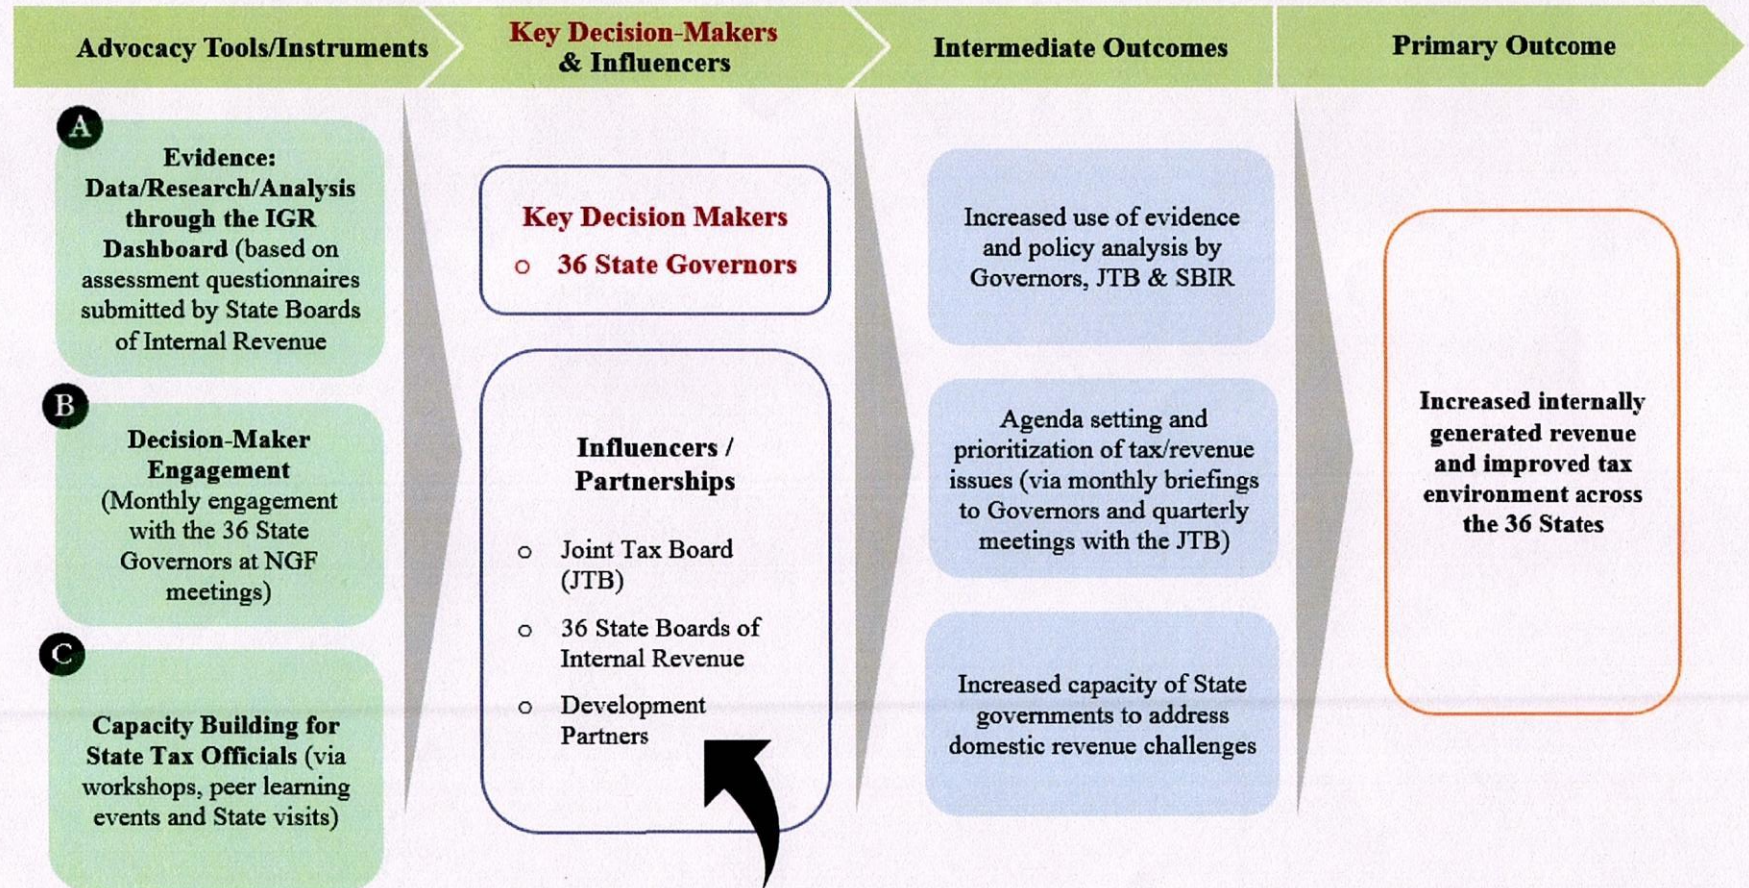 Advocacy Tools/Instruments
Key Decision-Makers
& Influencers
Intermediate Outcomes
Primary Outcome
A
Evidence:
Data/Research/Analysis
through the IGR
Dashboard (based on
assessment questionnaires
submitted by State Boards
of Internal Revenue
B
Decision-Maker
Engagement
(Monthly engagement
with the 36 State
Governors at NGF
meetings)
C
Capacity Building for
State Tax Officials (via
workshops, peer learning
events and State visits)
Key Decision Makers
o 36 State Governors
Influencers /
Partnerships
o Joint Tax Board
(JTB)
o 36 State Boards of
Internal Revenue
o Development
Partners
Increased use of evidence
and policy analysis by
Governors, JTB & SBIR
Agenda setting and
prioritization of tax/revenue
issues (via monthly briefings
to Governors and quarterly
meetings with the JTB)
Increased capacity of State
governments to address
domestic revenue challenges
Increased internally
generated revenue
and improved tax
environment across
the 36 States